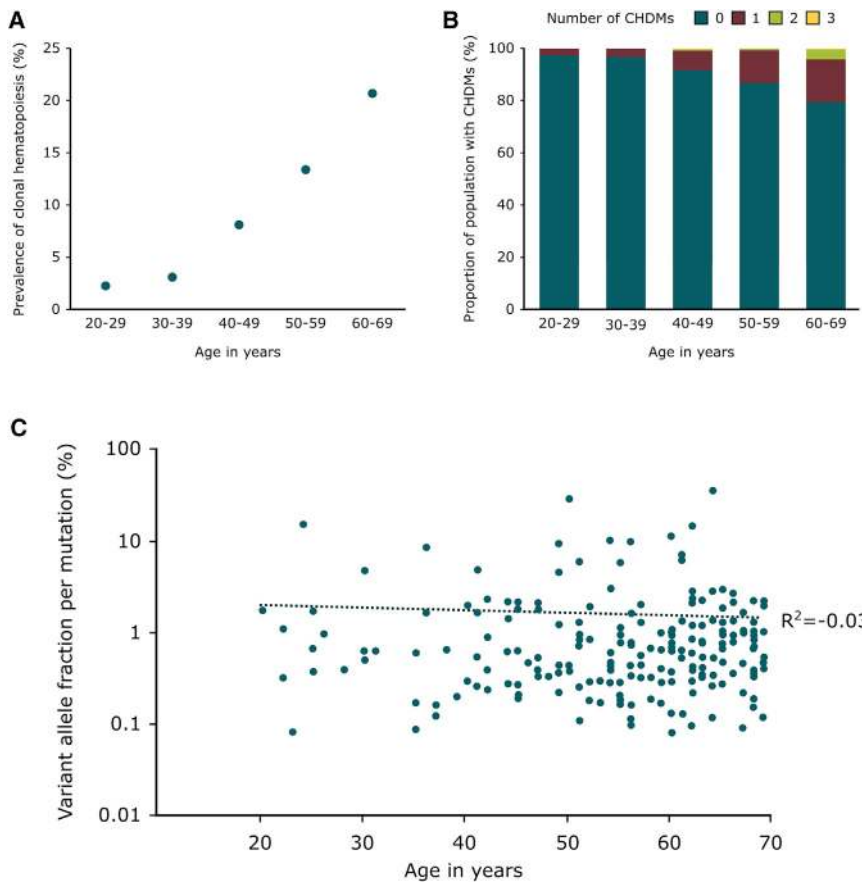 A
Prevalence of clonal hematopoiesis (%)
25
20
15
10
5
0
20-29 30-39 40-49 50-59 60-69
Age in years
B
Number of CHDMs 0 1 2 3
Proportion of population with CHDMs (%)
100
80
60
40
20
0
20-29 30-39 40-49 50-59 60-69
Age in years
C
Variant allele fraction per mutation (%)
100
10
1
0.1
0.01
R²=-0.03
20 30 40 50 60 70
Age in years